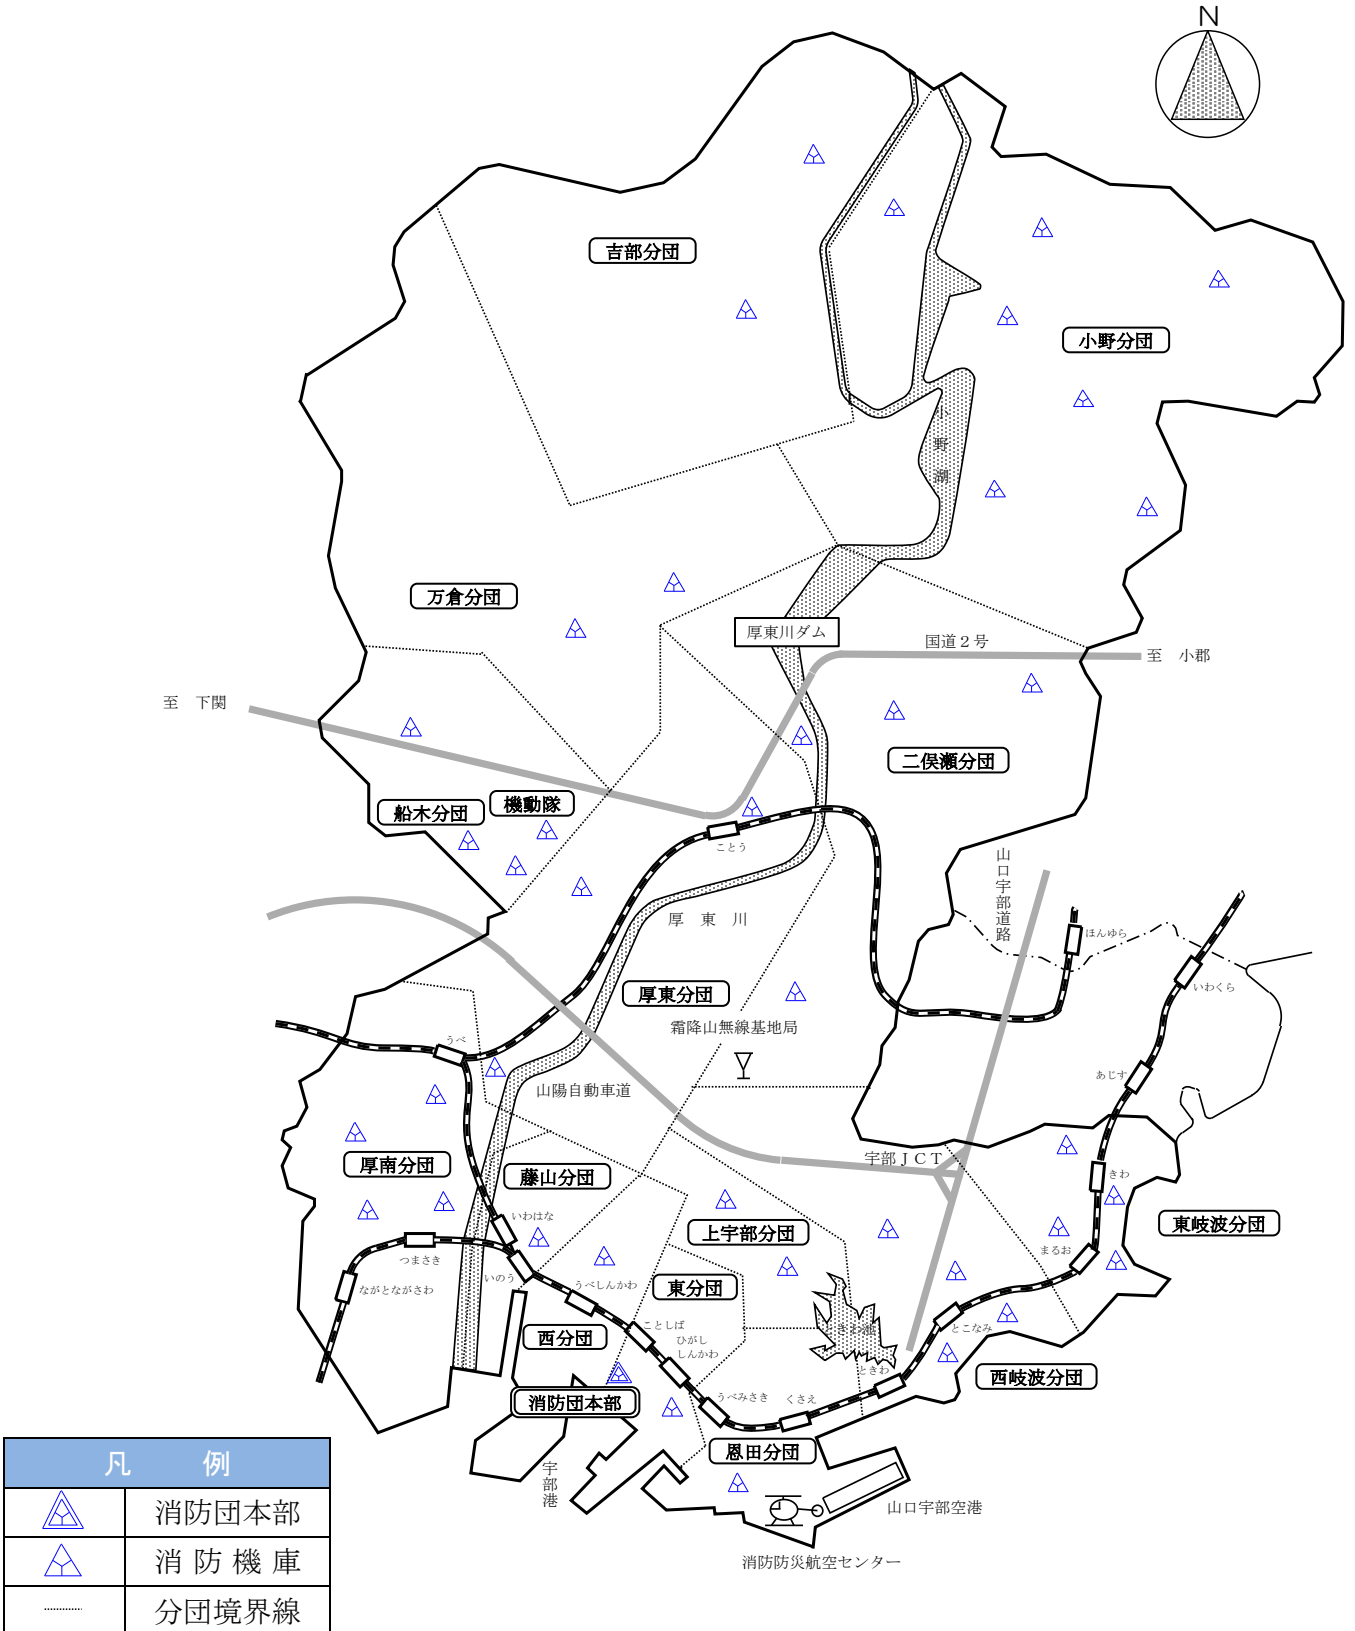 N
吉部分団
小野分団
小野湖
万倉分団
厚東川ダム
国道２号
至　小郡
至　下関
二俣瀬分団
船木分団
機動隊
ことう
山口宇部道路
厚　東　川
ほんゆら
いわくら
厚東分団
霜降山無線基地局
うべ
山陽自動車道
あじす
宇部ＪＣＴ
厚南分団
藤山分団
きわ
いわはな
上宇部分団
東岐波分団
つまさき
いのう
まるお
ながとながさわ
うべしんかわ
東分団
ことしば
ひがし
しんかわ
西分団
ときわ湖
とこなみ
ときわ
西岐波分団
消防団本部
うべみさき
くさえ
恩田分団
宇部港
山口宇部空港
消防防災航空センター
凡　例
消防団本部
消防機庫
分団境界線